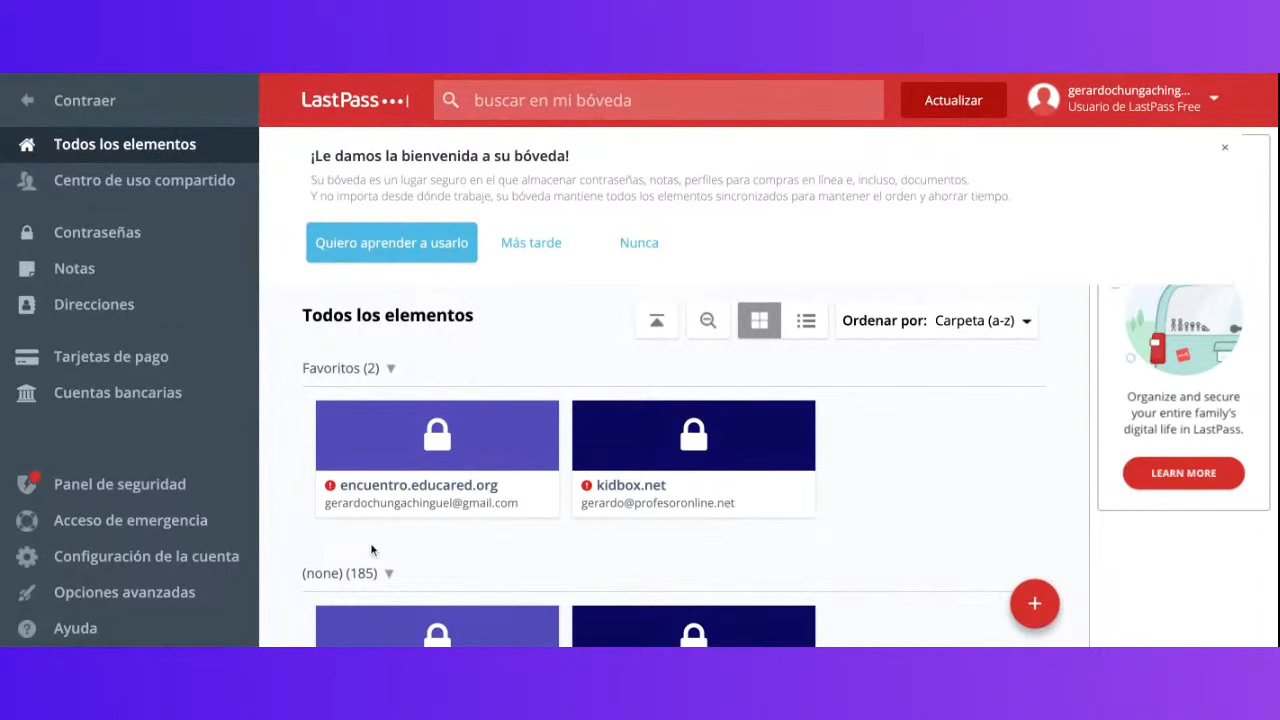 Contraer
Todos los elementos
Centro de uso compartido
Contraseñas
Notas
Direcciones
Tarjetas de pago
Cuentas bancarias
Panel de seguridad
Acceso de emergencia
Configuración de la cuenta
Opciones avanzadas
Ayuda
LastPass
buscar en mi bóveda
Actualizar
gerardochungaching...
Usuario de LastPass Free
¡Le damos la bienvenida a su bóveda!
Su bóveda es un lugar seguro en el que almacenar contraseñas, notas, perfiles para compras en línea e, incluso, documentos.
Y no importa desde dónde trabaje, su bóveda mantiene todos los elementos sincronizados para mantener el orden y ahorrar tiempo.
Quiero aprender a usarlo
Más tarde
Nunca
Todos los elementos
Ordenar por: Carpeta (a-z)
Favoritos (2)
encuentro.educared.org
gerardochungachinguel@gmail.com
kidbox.net
gerardo@profesoronline.net
(none) (185)
Organize and secure
your entire family's
digital life in LastPass.
LEARN MORE